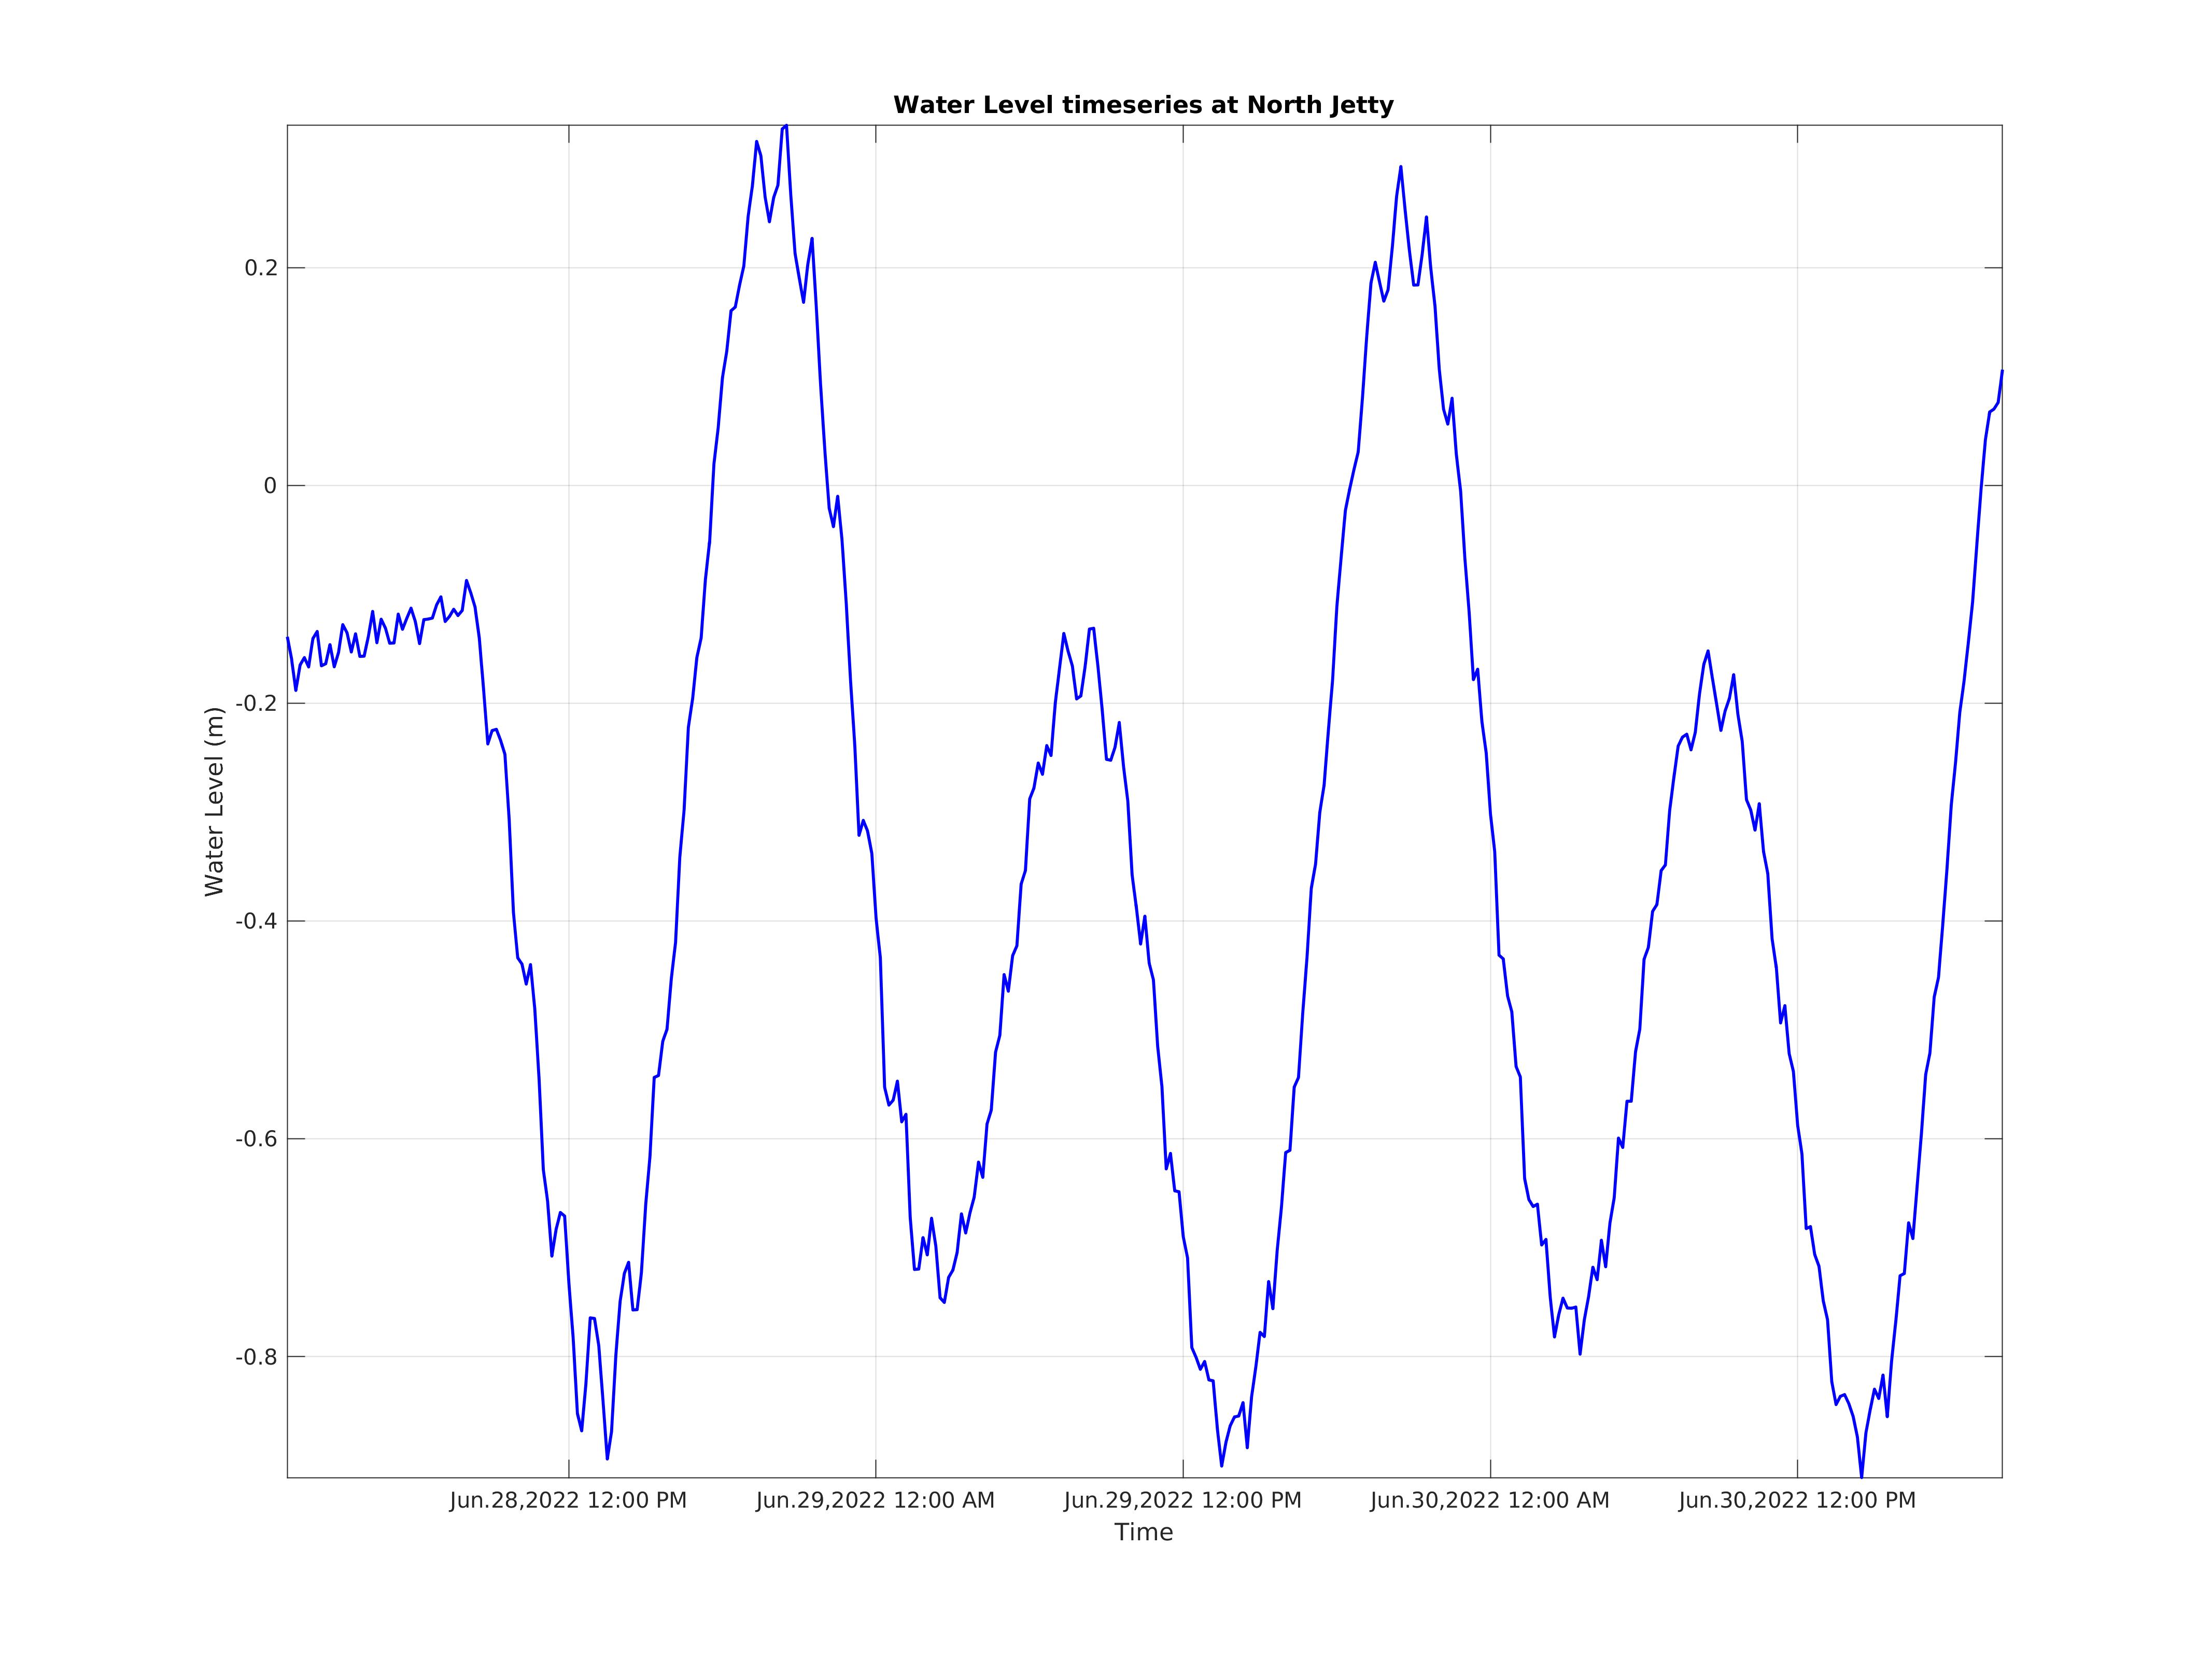 Water Level timeseries at North Jetty
Water Level (m)
0.2
0
-0.2
-0.4
-0.6
-0.8
Jun.28,2022 12:00 PM
Jun.29,2022 12:00 AM
Jun.29,2022 12:00 PM
Jun.30,2022 12:00 AM
Jun.30,2022 12:00 PM
Time